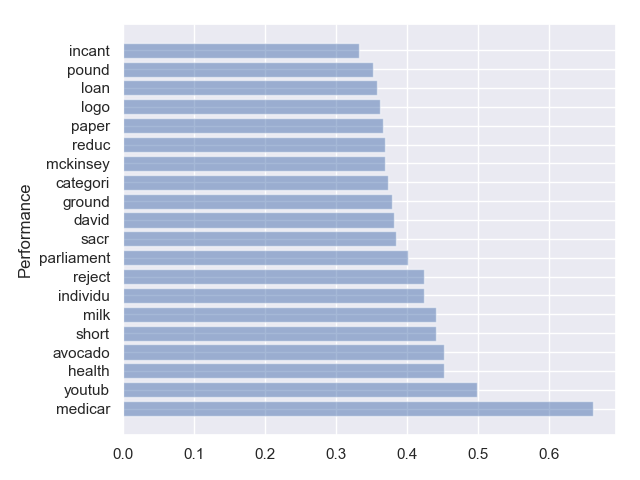 incant
pound
loan
logo
paper
reduc
mckinsey
categori
ground
david
sacr
parliament
reject
individu
milk
short
avocado
health
youtub
medicar
Performance
0.0 0.1 0.2 0.3 0.4 0.5 0.6